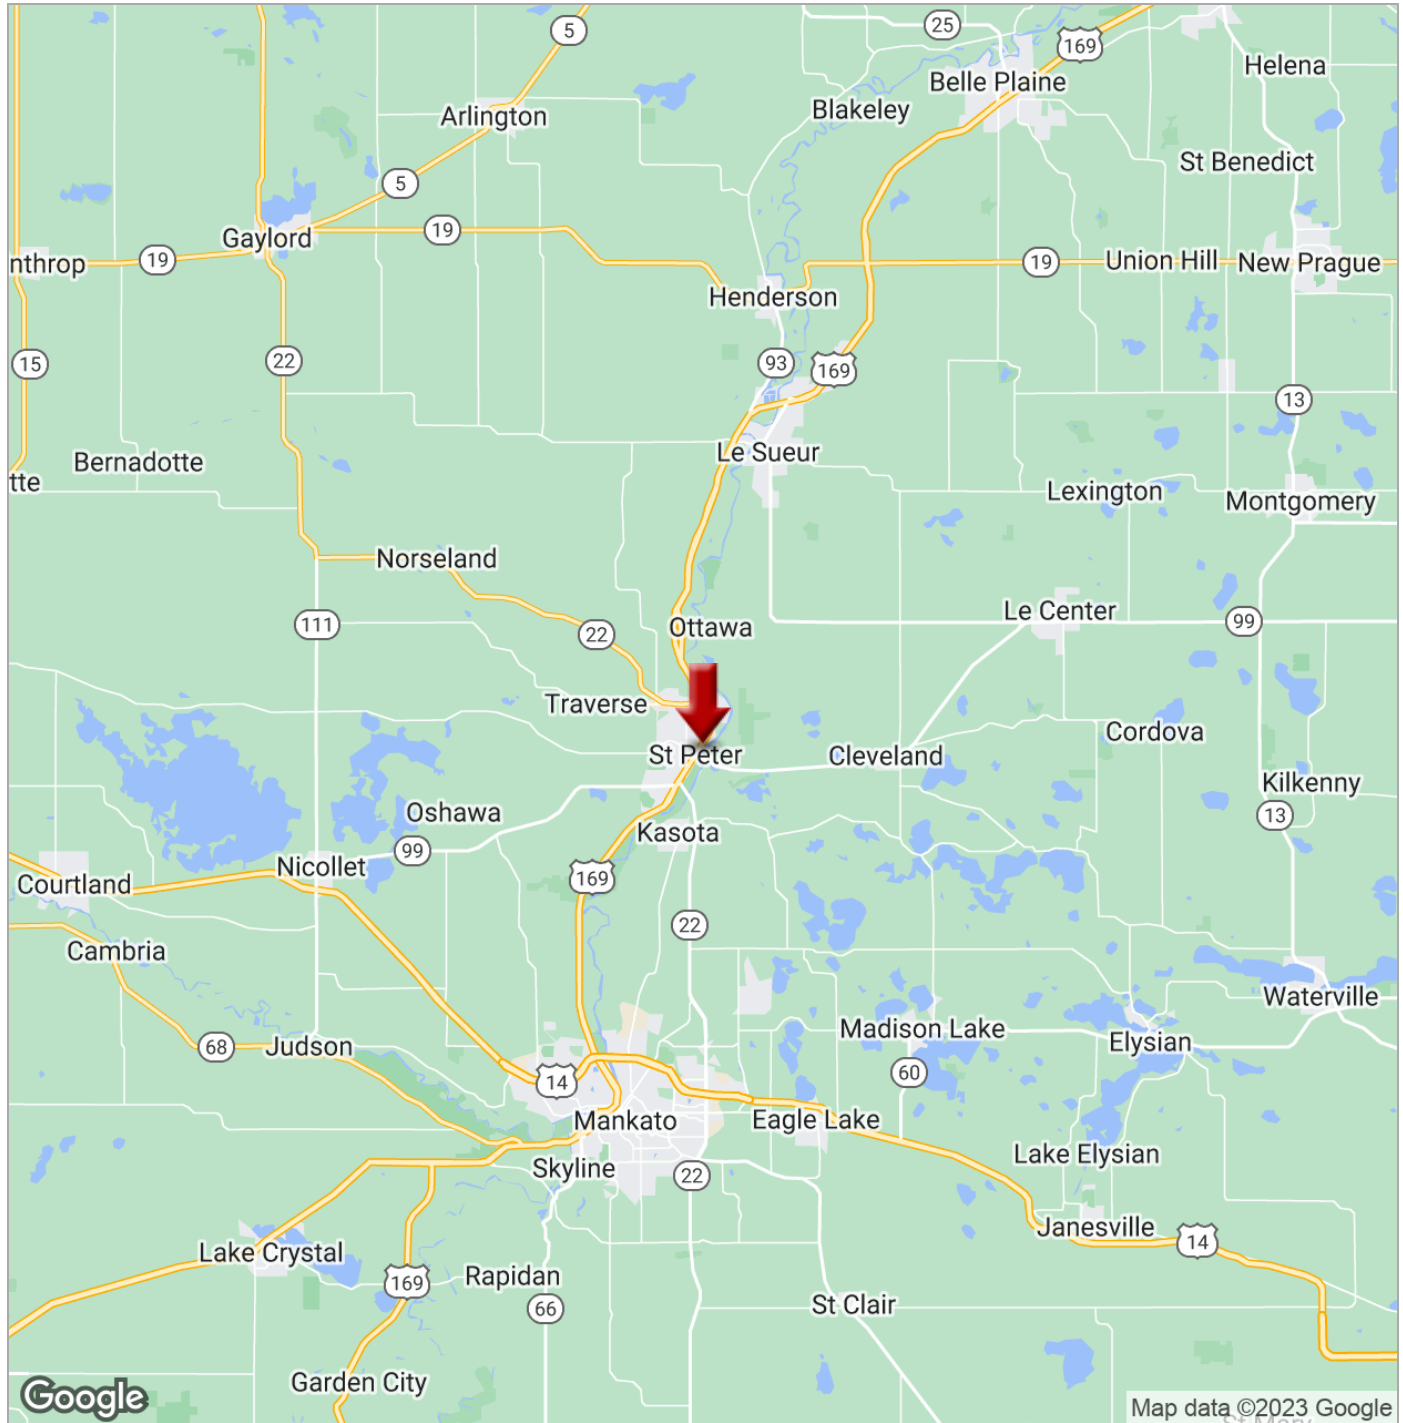 5
25
169
Helena
Belle Plaine
Arlington
Blakeley
St Benedict
5
19
Gaylord
19
nthrop
19
Union Hill
New Prague
Henderson
15
22
93
169
13
Le Sueur
Bernadotte
tte
Lexington
Montgomery
Norseland
111
22
Ottawa
Le Center
99
Traverse
St Peter
Cleveland
Cordova
Kilkenny
Oshawa
Kasota
13
99
Nicollet
169
Courtland
22
Cambria
Waterville
Madison Lake
Elysian
68
Judson
14
60
Mankato
Eagle Lake
Skyline
22
Lake Elysian
Janesville
14
Lake Crystal
169
Rapidan
66
St Clair
Garden City
Google
Map data ©2023 Google